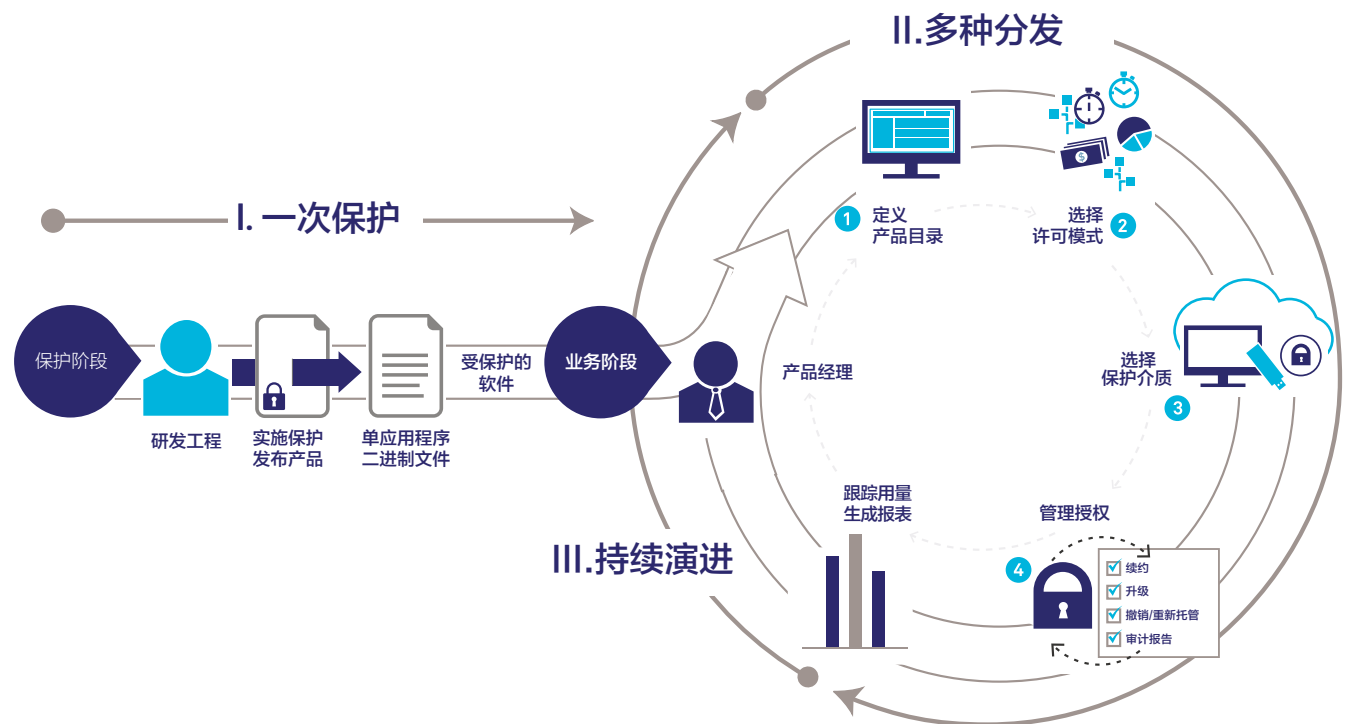 II.多种分发
I. 一次保护
1
定义
产品目录
选择
许可模式
2
保护阶段
研发工程
实施保护
发布产品
单应用程序
二进制文件
受保护的
软件
业务阶段
产品经理
选择
保护介质
3
跟踪用量
生成报表
管理授权
4
续约
升级
撤销/重新托管
审计报告
III.持续演进
$